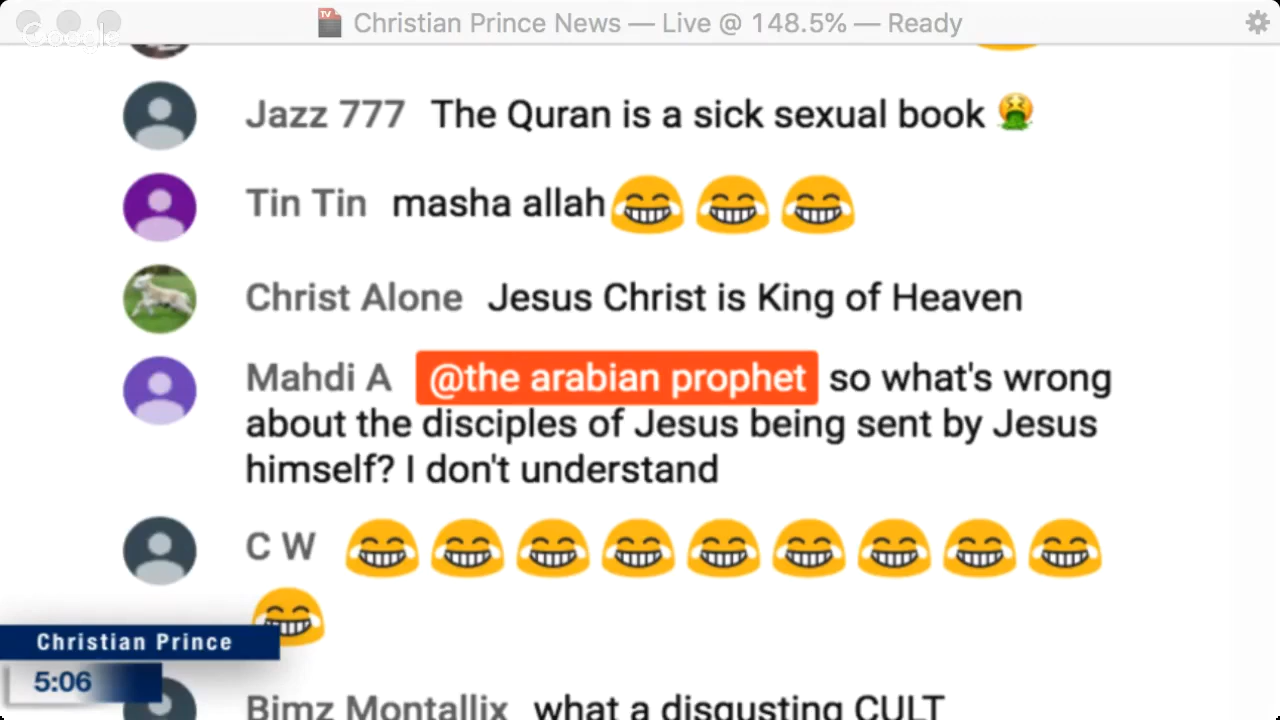 Google
Christian Prince News — Live @ 148.5% — Ready
Jazz 777 The Quran is a sick sexual book 🤮
Tin Tin masha allah😂 😂 😂
Christ Alone Jesus Christ is King of Heaven
Mahdi A @the arabian prophet so what's wrong
about the disciples of Jesus being sent by Jesus
himself? I don't understand
C W 😂 😂 😂 😂 😂 😂 😂 😂 😂
😂
Christian Prince
5:06
Bimz Montallix what a disgusting CULT